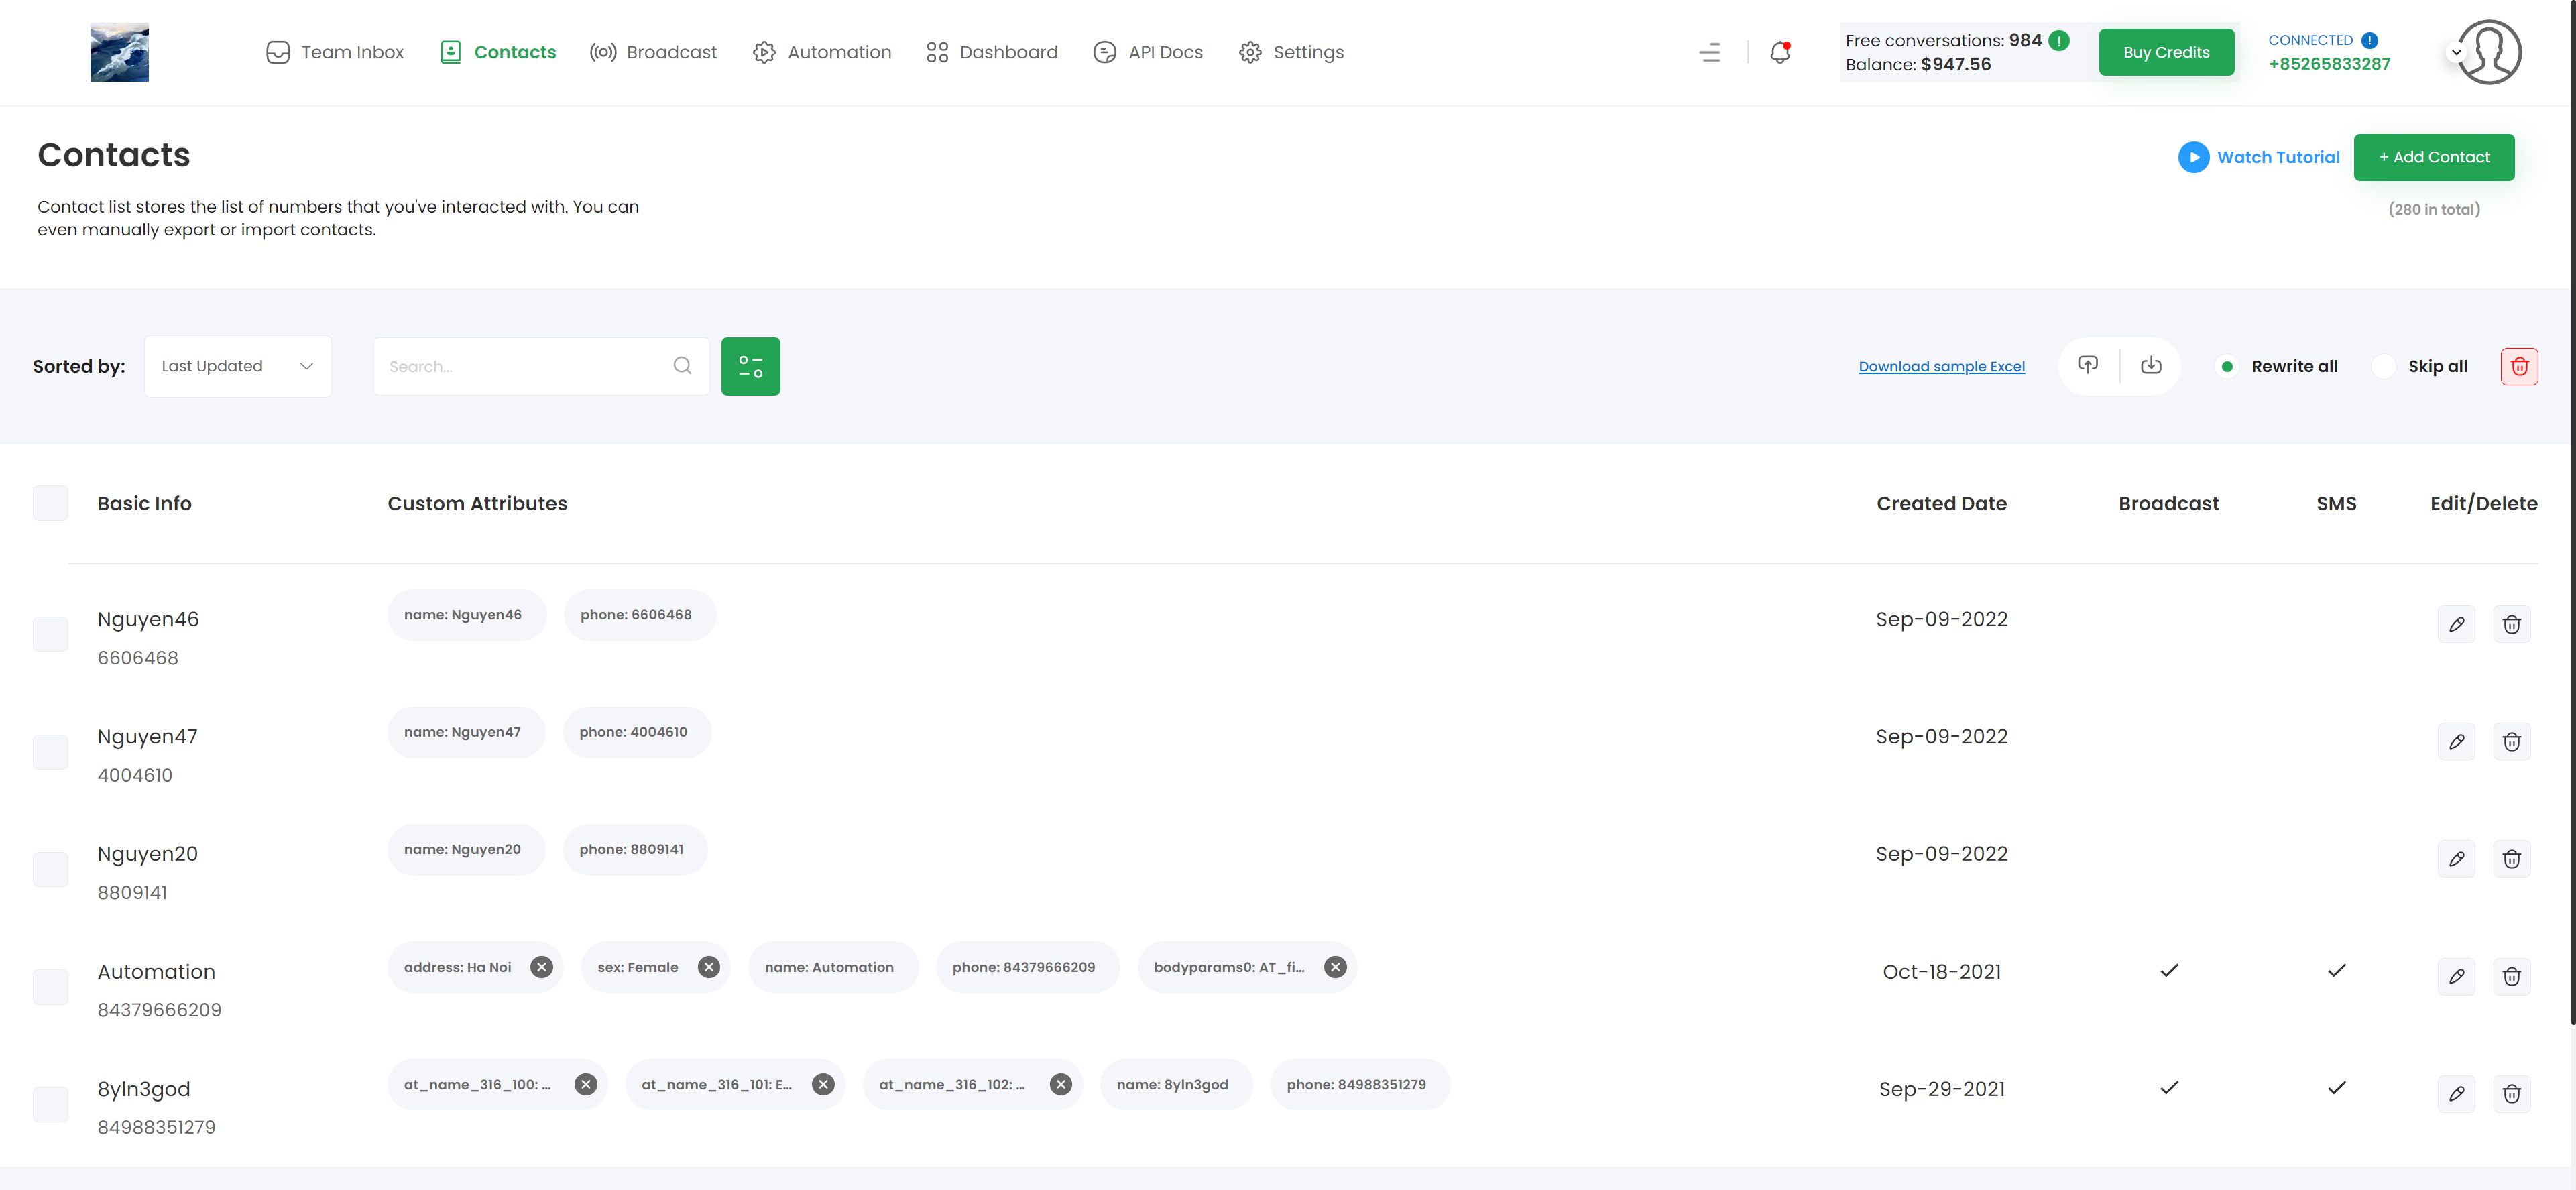 Team Inbox
Contacts
Broadcast
Automation
Dashboard
API Docs
Settings
Free conversations: 984
Balance: $947.56
Buy Credits
CONNECTED
+85265833287
Contacts
Watch Tutorial
+ Add Contact
Contact list stores the list of numbers that you've interacted with. You can
even manually export or import contacts.
(280 in total)
Sorted by:
Last Updated
Search...
Download sample Excel
Rewrite all
Skip all
Basic Info
Custom Attributes
Created Date
Broadcast
SMS
Edit/Delete
Nguyen46
6606468
name: Nguyen46
phone: 6606468
Sep-09-2022
Nguyen47
4004610
name: Nguyen47
phone: 4004610
Sep-09-2022
Nguyen20
8809141
name: Nguyen20
phone: 8809141
Sep-09-2022
Automation
84379666209
address: Ha Noi
sex: Female
name: Automation
phone: 84379666209
bodyparams0: AT_fi...
Oct-18-2021
8yln3god
84988351279
at_name_316_100: ...
at_name_316_101: E...
at_name_316_102: ...
name: 8yln3god
phone: 84988351279
Sep-29-2021